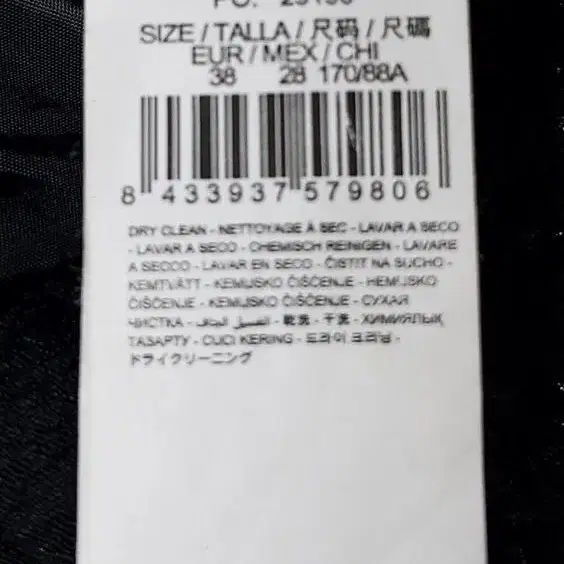 SIZE / TALLA / 尺码 / 尺碼
EUR / MEX / CHI
38 28 170/88A
8 433937 579806
DRY CLEAN - NETTOYAGE À SEC - LAVAR A SECO
- LAVAR A SECO - CHEMISCH REINIGEN - LAVARE
A SECCO - LAVAR EN SECO - ČISTIT NA SUCHO -
KEMTVÄTT - KEMIJSKO ČIŠČENJE - HEMIJSKO
ČIŠĆENJE - KEMIJSKO ČIŠĆENJE - СУХАЯ
ЧИСТКА - الغسيل الجاف - 乾洗 - 干洗 - ХИМИЯЛЫҚ
ТАЗАРТУ - CUCI KERING - 드라이 크리닝 -
ドライクリーニング